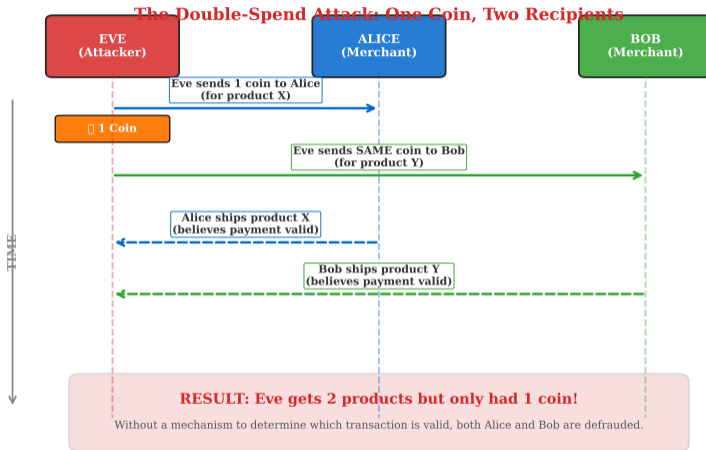 The Double-Spend Attack: One Coin, Two Recipients
EVE
(Attacker)
ALICE
(Merchant)
BOB
(Merchant)
Eve sends 1 coin to Alice
(for product X)
1 Coin
Eve sends SAME coin to Bob
(for product Y)
Alice ships product X
(believes payment valid)
TIME
Bob ships product Y
(believes payment valid)
RESULT: Eve gets 2 products but only had 1 coin!
Without a mechanism to determine which transaction is valid, both Alice and Bob are defrauded.